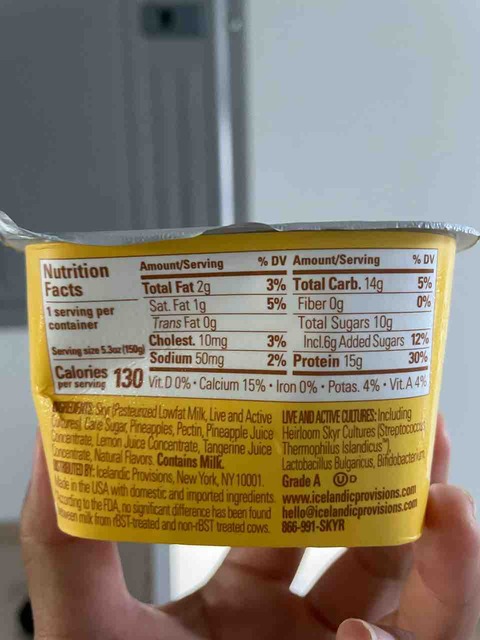 Nutrition
Facts
1 serving per
container
Serving size 5.3oz (150g)
Calories 130
per serving
Amount/Serving % DV
Total Fat 2g 3%
Sat. Fat 1g 5%
Trans Fat 0g
Cholest. 10mg 3%
Sodium 50mg 2%
Amount/Serving % DV
Total Carb. 14g 5%
Fiber 0g 0%
Total Sugars 10g
Incl. 6g Added Sugars 12%
Protein 15g 30%
Vit. D 0% • Calcium 15% • Iron 0% • Potas. 4% • Vit. A 4%
INGREDIENTS: Skyr (Pasteurized Lowfat Milk, Live and Active
Cultures), Cane Sugar, Pineapples, Pectin, Pineapple Juice
Concentrate, Lemon Juice Concentrate, Tangerine Juice
Concentrate, Natural Flavors. Contains Milk.
DISTRIBUTED BY: Icelandic Provisions, New York, NY 10001.
Made in the USA with domestic and imported ingredients.
*According to the FDA, no significant difference has been found
between milk from rBST-treated and non-rBST treated cows.
LIVE AND ACTIVE CULTURES: Including
Heirloom Skyr Cultures (Streptococcus
Thermophilus Islandicus™),
Lactobacillus Bulgaricus, Bifidobacterium.
Grade A Ⓤ D
www.icelandicprovisions.com
hello@icelandicprovisions.com
866-991-SKYR